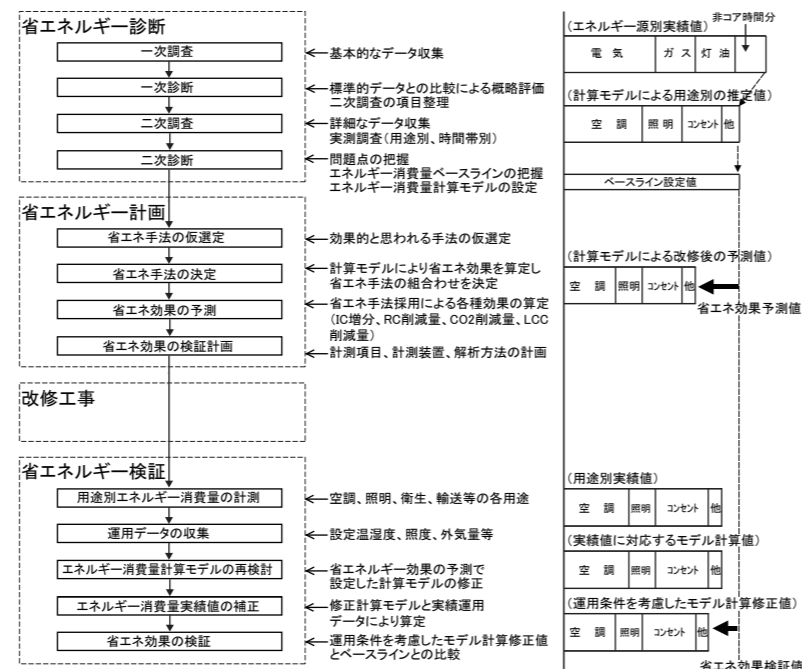 省エネルギー診断
一次調査
←基本的なデータ収集
一次診断
←標準的データとの比較による概略評価
二次調査の項目整理
二次調査
←詳細なデータ収集
実測調査(用途別、時間帯別)
二次診断
←問題点の把握
エネルギー消費量ベースラインの把握
エネルギー消費量計算モデルの設定
省エネルギー計画
省エネ手法の仮選定
←効果的と思われる手法の仮選定
省エネ手法の決定
←計算モデルにより省エネ効果を算定し
省エネ手法の組合わせを決定
省エネ効果の予測
←省エネ手法採用による各種効果の算定
(IC増分、RC削減量、CO2削減量、LCC
削減量)
省エネ効果の検証計画
←計測項目、計測装置、解析方法の計画
改修工事
省エネルギー検証
用途別エネルギー消費量の計測
←空調、照明、衛生、輸送等の各用途
運用データの収集
←設定温湿度、照度、外気量等
エネルギー消費量計算モデルの再検討
←省エネルギー効果の予測で
設定した計算モデルの修正
エネルギー消費量実績値の補正
←修正計算モデルと実績運用
データにより算定
省エネ効果の検証
←運用条件を考慮したモデル計算修正値
とベースラインとの比較
非コア時間分
(エネルギー源別実績値)
電 気 ガ ス 灯 油
(計算モデルによる用途別の推定値)
空 調 照 明 コンセント 他
ベースライン設定値
(計算モデルによる改修後の予測値)
空 調 照明 コンセント 他
省エネ効果予測値
(用途別実績値)
空 調 照明 コンセント 他
(実績値に対応するモデル計算値)
空 調 照明 コンセント 他
(運用条件を考慮したモデル計算修正値)
空 調 照明 コンセント 他
省エネ効果検証値